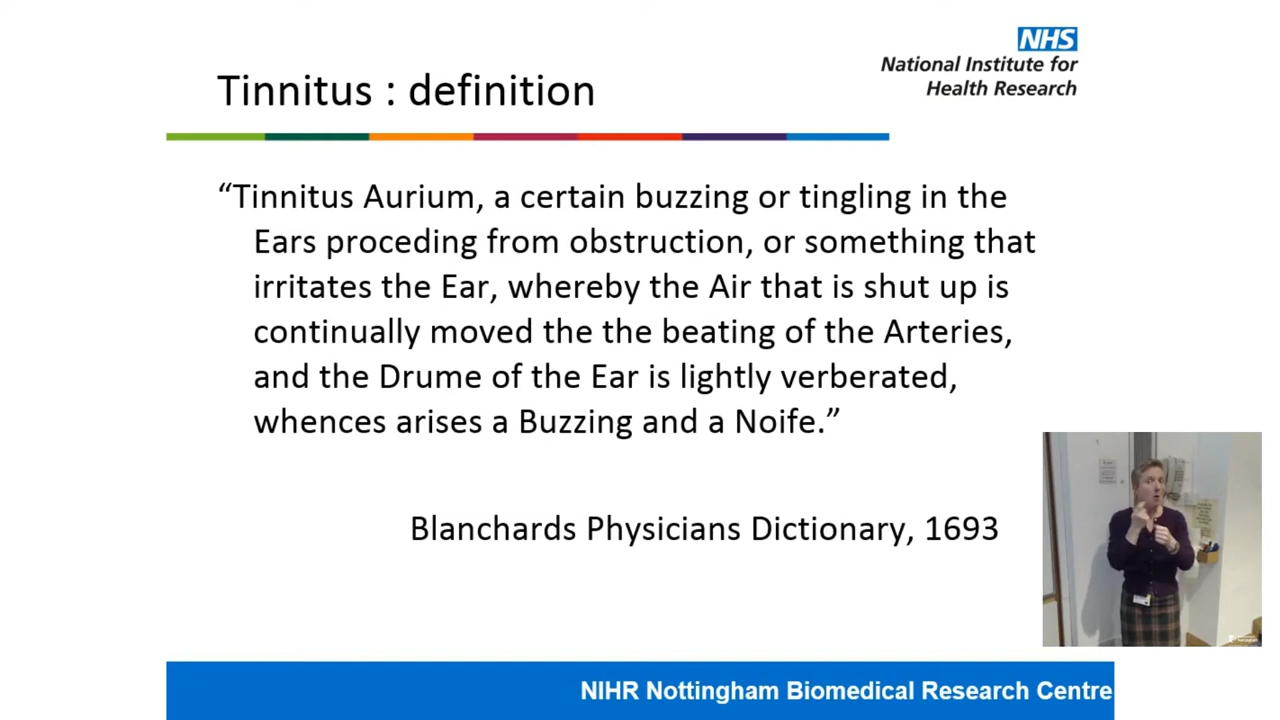 NHS
National Institute for
Health Research
Tinnitus : definition
“Tinnitus Aurium, a certain buzzing or tingling in the
Ears proceding from obstruction, or something that
irritates the Ear, whereby the Air that is shut up is
continually moved the the beating of the Arteries,
and the Drume of the Ear is lightly verberated,
whences arises a Buzzing and a Noife.”
Blanchards Physicians Dictionary, 1693
NIHR Nottingham Biomedical Research Centre